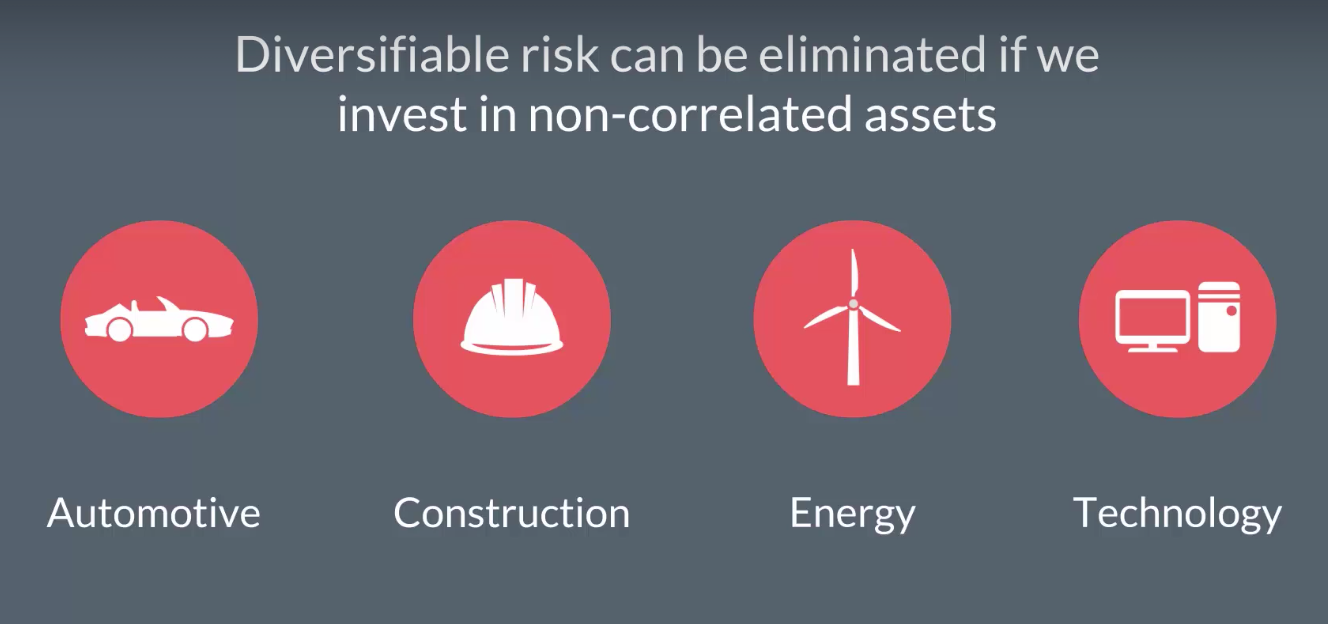 Diversifiable risk can be eliminated if we
invest in non-correlated assets
Automotive
Construction
Energy
Technology